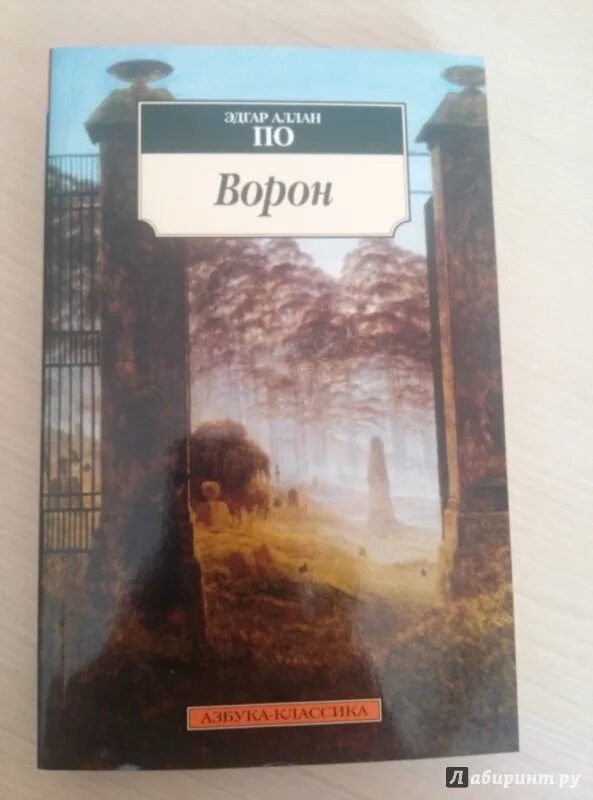 ЭДГАР АЛЛАН
ПО
Ворон
АЗБУКА-КЛАССИКА
Лабиринт.ру